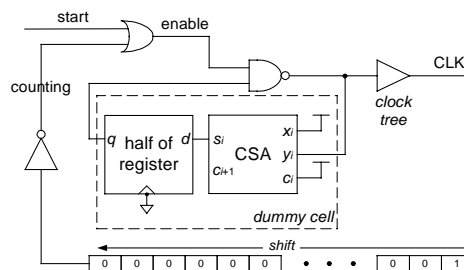 start
enable
CLK
counting
clock
tree
q
half of
register
d
si
CSA
ci+1
xi
yi
ci
dummy cell
shift
0 0 0 0 0 0 • • • 0 0 1